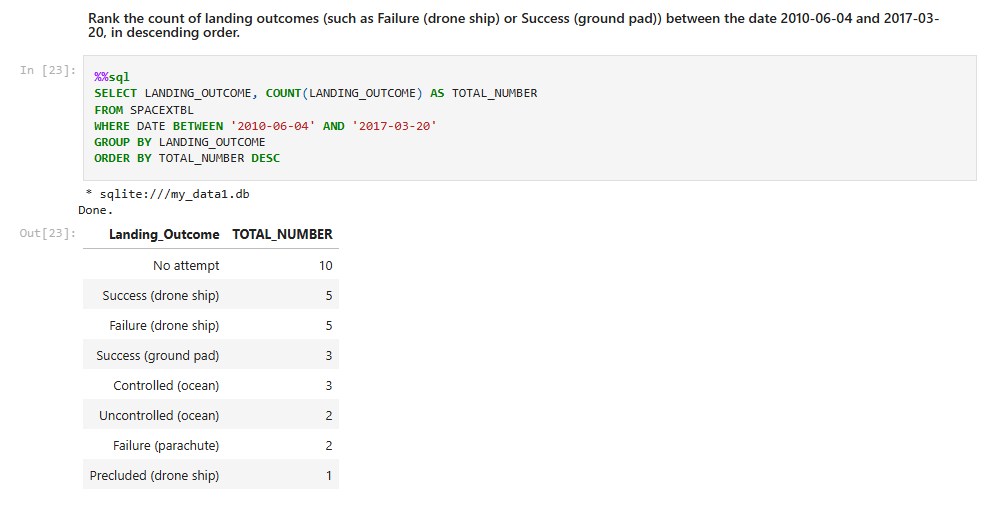 Rank the count of landing outcomes (such as Failure (drone ship) or Success (ground pad)) between the date 2010-06-04 and 2017-03-
20, in descending order.
In [23]:
%%sql
SELECT LANDING_OUTCOME, COUNT(LANDING_OUTCOME) AS TOTAL_NUMBER
FROM SPACEXTBL
WHERE DATE BETWEEN '2010-06-04' AND '2017-03-20'
GROUP BY LANDING_OUTCOME
ORDER BY TOTAL_NUMBER DESC
* sqlite:///my_data1.db
Done.
Out[23]:
Landing_Outcome TOTAL_NUMBER
No attempt 10
Success (drone ship) 5
Failure (drone ship) 5
Success (ground pad) 3
Controlled (ocean) 3
Uncontrolled (ocean) 2
Failure (parachute) 2
Precluded (drone ship) 1